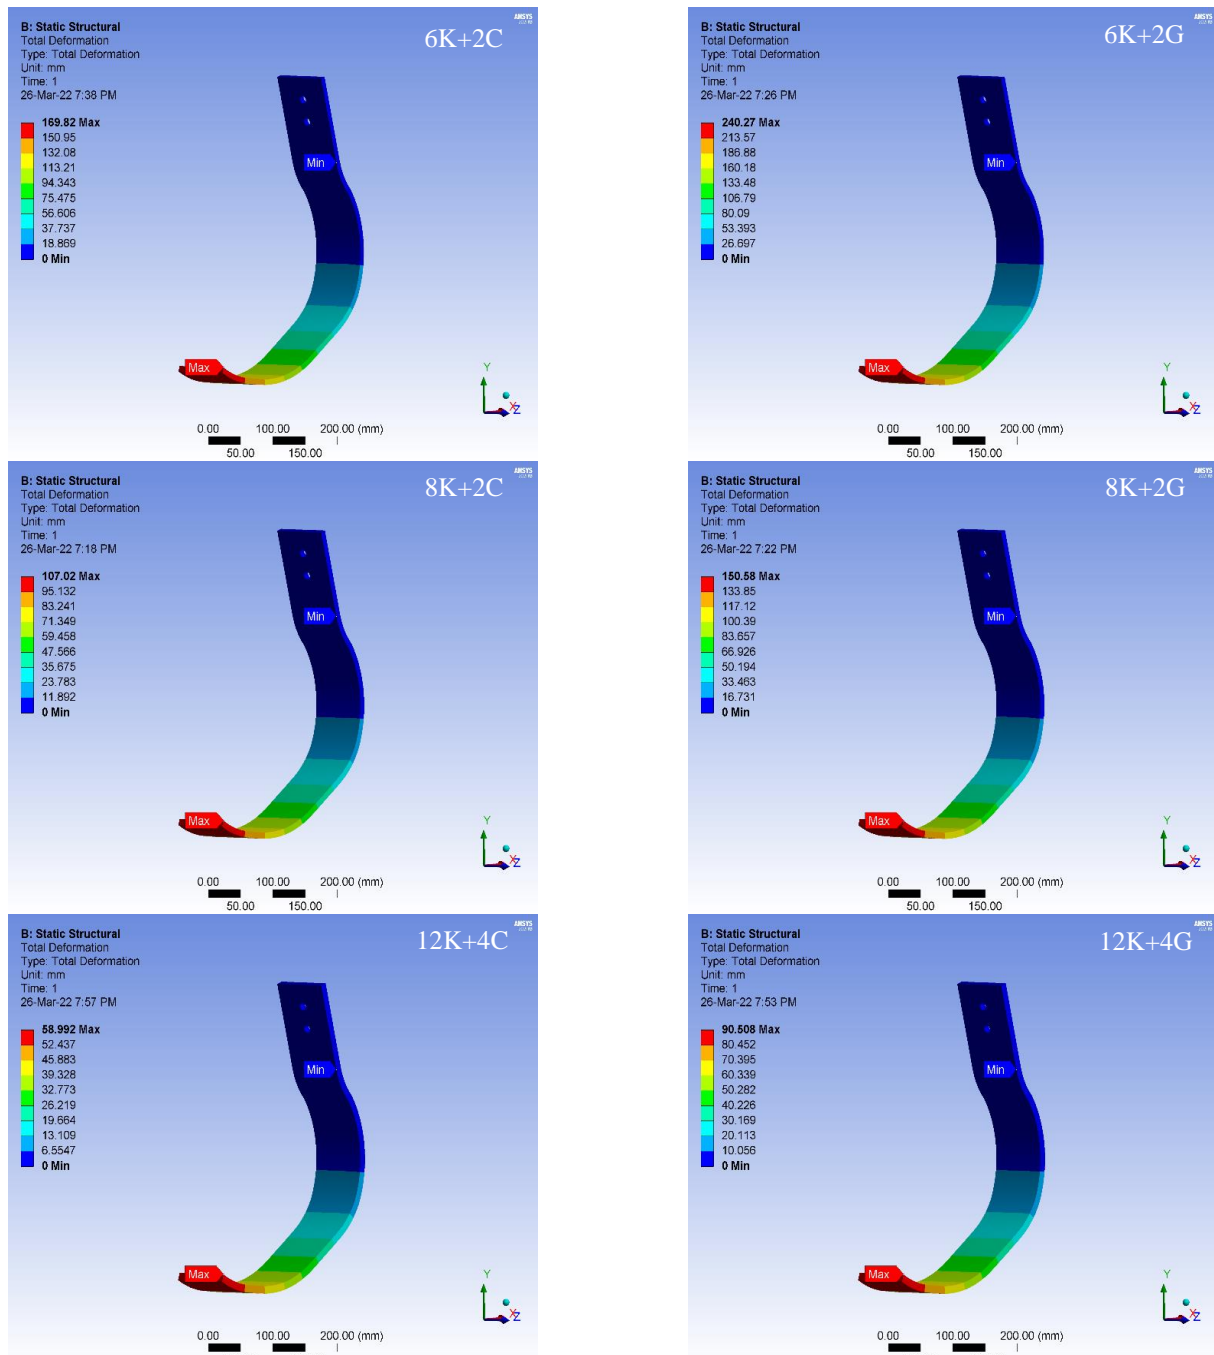 ANSYS
B: Static Structural
Total Deformation
Type: Total Deformation
Unit: mm
Time: 1
26-Mar-22 7:38 PM
6K+2C
169.82 Max
150.95
132.08
113.21
94.343
75.475
56.606
37.737
18.869
0 Min
Min
Max
Y
X
Z
0.00 100.00 200.00 (mm)
50.00 150.00
ANSYS
B: Static Structural
Total Deformation
Type: Total Deformation
Unit: mm
Time: 1
26-Mar-22 7:26 PM
6K+2G
240.27 Max
213.57
186.88
160.18
133.48
106.79
80.09
53.393
26.697
0 Min
Min
Max
Y
X
Z
0.00 100.00 200.00 (mm)
50.00 150.00
ANSYS
B: Static Structural
Total Deformation
Type: Total Deformation
Unit: mm
Time: 1
26-Mar-22 7:18 PM
8K+2C
107.02 Max
95.132
83.241
71.349
59.458
47.566
35.675
23.783
11.892
0 Min
Min
Max
Y
X
Z
0.00 100.00 200.00 (mm)
50.00 150.00
ANSYS
B: Static Structural
Total Deformation
Type: Total Deformation
Unit: mm
Time: 1
26-Mar-22 7:22 PM
8K+2G
150.58 Max
133.85
117.12
100.39
83.657
66.926
50.194
33.463
16.731
0 Min
Min
Max
Y
X
Z
0.00 100.00 200.00 (mm)
50.00 150.00
ANSYS
B: Static Structural
Total Deformation
Type: Total Deformation
Unit: mm
Time: 1
26-Mar-22 7:57 PM
12K+4C
58.992 Max
52.437
45.883
39.328
32.773
26.219
19.664
13.109
6.5547
0 Min
Min
Max
Y
X
Z
0.00 100.00 200.00 (mm)
ANSYS
B: Static Structural
Total Deformation
Type: Total Deformation
Unit: mm
Time: 1
26-Mar-22 7:53 PM
12K+4G
90.508 Max
80.452
70.395
60.339
50.282
40.226
30.169
20.113
10.056
0 Min
Min
Max
Y
X
Z
0.00 100.00 200.00 (mm)